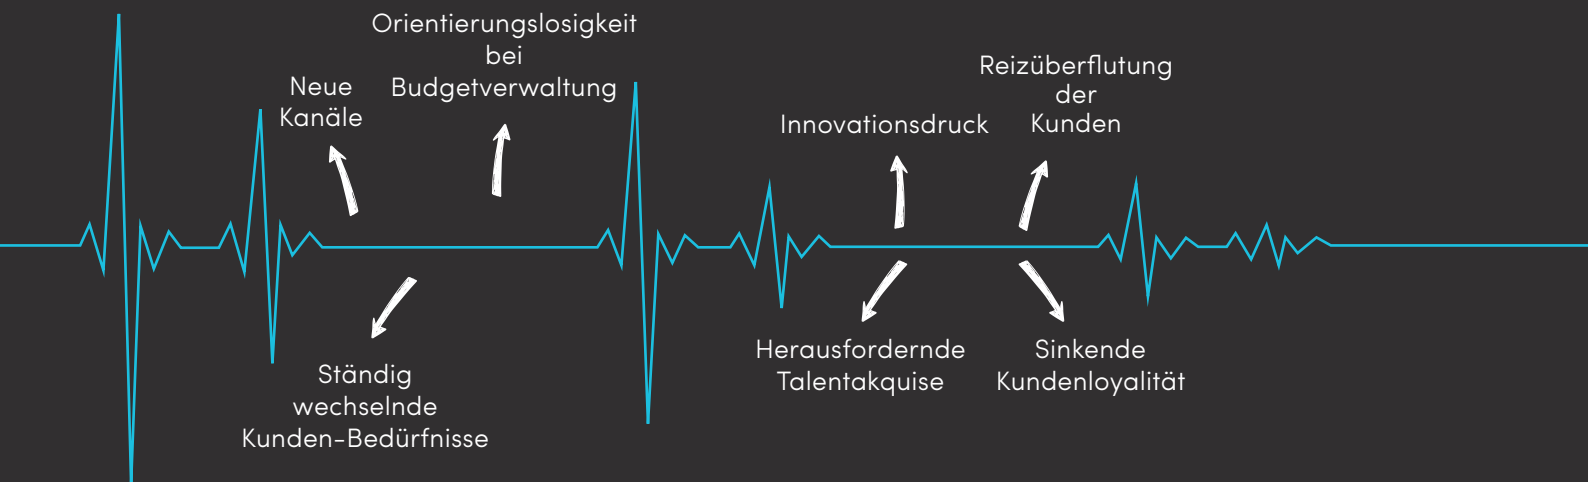 Neue
Kanäle
Orientierungslosigkeit
bei
Budgetverwaltung
Ständig
wechselnde
Kunden-Bedürfnisse
Innovationsdruck
Reizüberflutung
der
Kunden
Herausfordernde
Talentakquise
Sinkende
Kundenloyalität